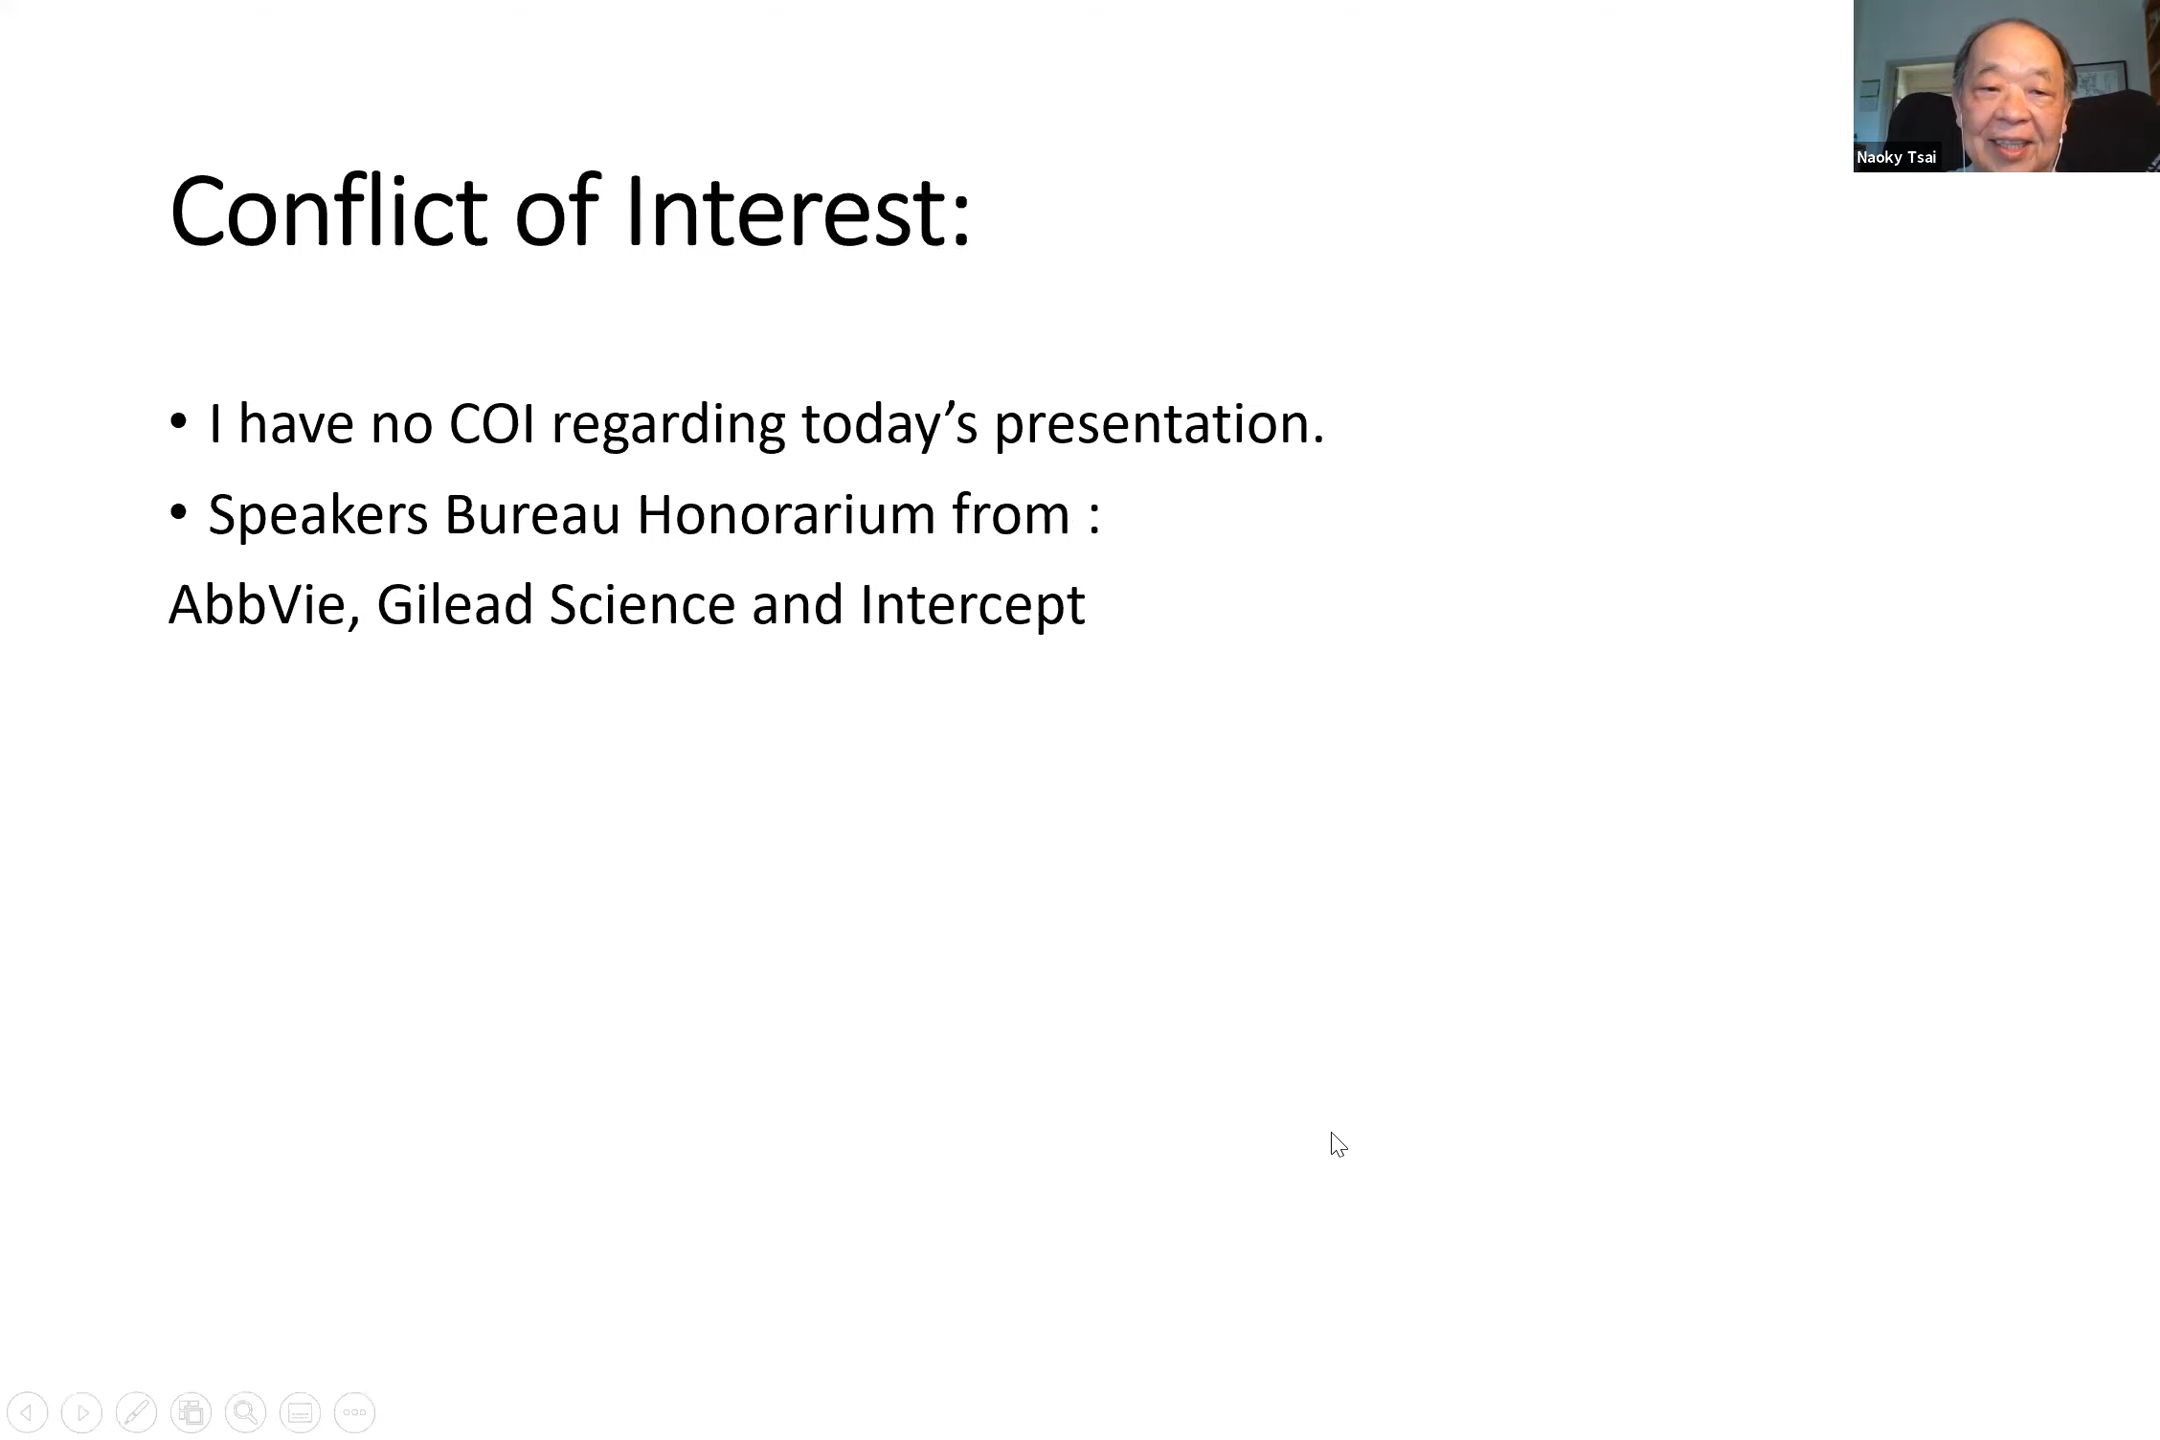 Naoky Tsai
Conflict of Interest:
• I have no COI regarding today’s presentation.
• Speakers Bureau Honorarium from :
AbbVie, Gilead Science and Intercept